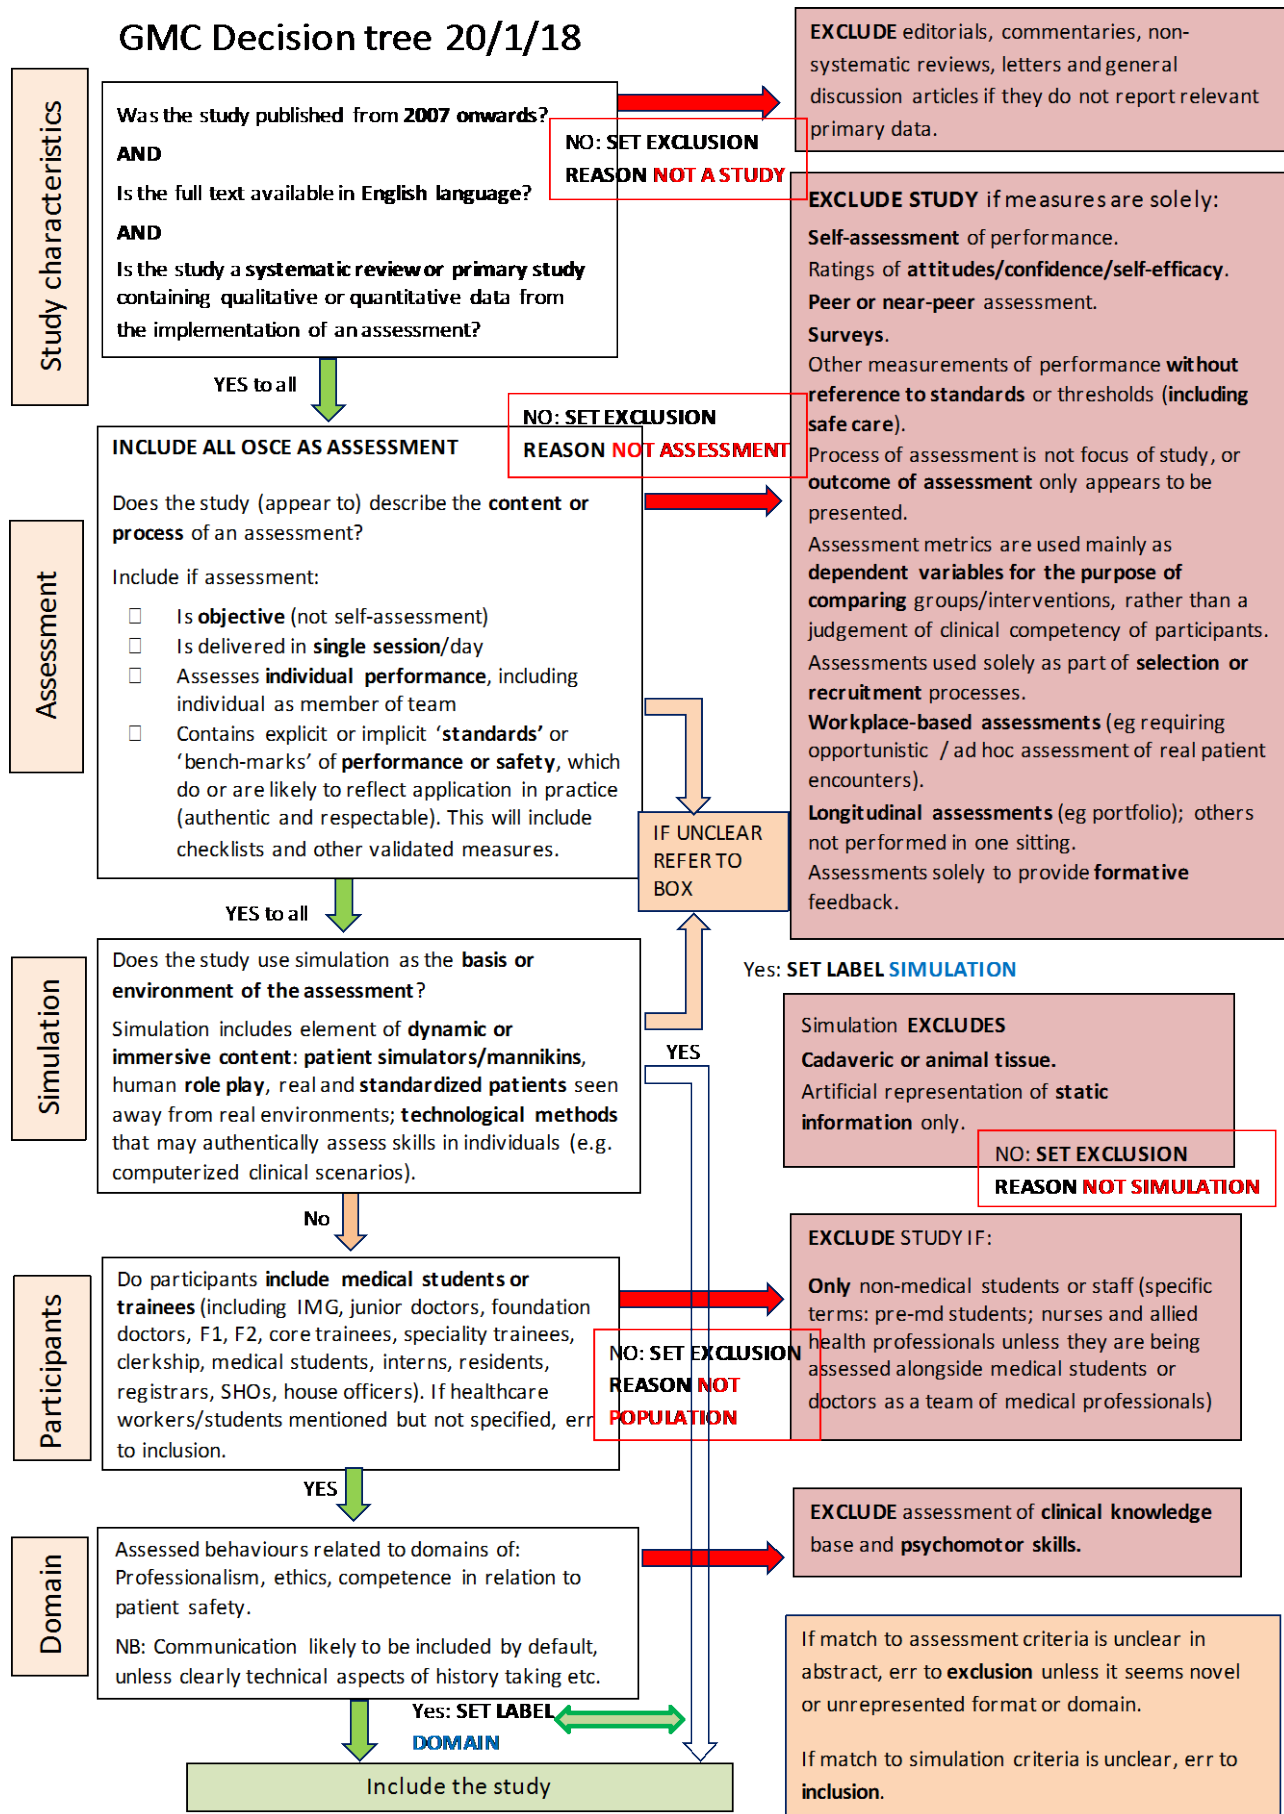 GMC Decision tree 20/1/18
Study characteristics
Was the study published from 2007 onwards?
AND
Is the full text available in English language?
AND
Is the study a systematic review or primary study
containing qualitative or quantitative data from
the implementation of an assessment?
NO: SET EXCLUSION
REASON NOT A STUDY
EXCLUDE editorials, commentaries, non-
systematic reviews, letters and general
discussion articles if they do not report relevant
primary data.
YES to all
Assessment
INCLUDE ALL OSCE AS ASSESSMENT
Does the study (appear to) describe the content or
process of an assessment?
Include if assessment:
Is objective (not self-assessment)
Is delivered in single session/day
Assesses individual performance, including
individual as member of team
Contains explicit or implicit ‘standards’ or
‘bench-marks’ of performance or safety, which
do or are likely to reflect application in practice
(authentic and respectable). This will include
checklists and other validated measures.
NO: SET EXCLUSION
REASON NOT ASSESSMENT
EXCLUDE STUDY if measures are solely:
Self-assessment of performance.
Ratings of attitudes/confidence/self-efficacy.
Peer or near-peer assessment.
Surveys.
Other measurements of performance without
reference to standards or thresholds (including
safe care).
Process of assessment is not focus of study, or
outcome of assessment only appears to be
presented.
Assessment metrics are used mainly as
dependent variables for the purpose of
comparing groups/interventions, rather than a
judgement of clinical competency of participants.
Assessments used solely as part of selection or
recruitment processes.
Workplace-based assessments (eg requiring
opportunistic / ad hoc assessment of real patient
encounters).
Longitudinal assessments (eg portfolio); others
not performed in one sitting.
Assessments solely to provide formative
feedback.
IF UNCLEAR
REFER TO
BOX
YES to all
Simulation
Does the study use simulation as the basis or
environment of the assessment?
Simulation includes element of dynamic or
immersive content: patient simulators/mannikins,
human role play, real and standardized patients seen
away from real environments; technological methods
that may authentically assess skills in individuals (e.g.
computerized clinical scenarios).
YES
Yes: SET LABEL SIMULATION
Simulation EXCLUDES
Cadaveric or animal tissue.
Artificial representation of static
information only.
NO: SET EXCLUSION
REASON NOT SIMULATION
No
Participants
Do participants include medical students or
trainees (including IMG, junior doctors, foundation
doctors, F1, F2, core trainees, speciality trainees,
clerkship, medical students, interns, residents,
registrars, SHOs, house officers). If healthcare
workers/students mentioned but not specified, err
to inclusion.
NO: SET EXCLUSION
REASON NOT
POPULATION
EXCLUDE STUDY IF:
Only non-medical students or staff (specific
terms: pre-md students; nurses and allied
health professionals unless they are being
assessed alongside medical students or
doctors as a team of medical professionals)
YES
Domain
Assessed behaviours related to domains of:
Professionalism, ethics, competence in relation to
patient safety.
NB: Communication likely to be included by default,
unless clearly technical aspects of history taking etc.
EXCLUDE assessment of clinical knowledge
base and psychomotor skills.
Yes: SET LABEL
DOMAIN
Include the study
If match to assessment criteria is unclear in
abstract, err to exclusion unless it seems novel
or unrepresented format or domain.
If match to simulation criteria is unclear, err to
inclusion.